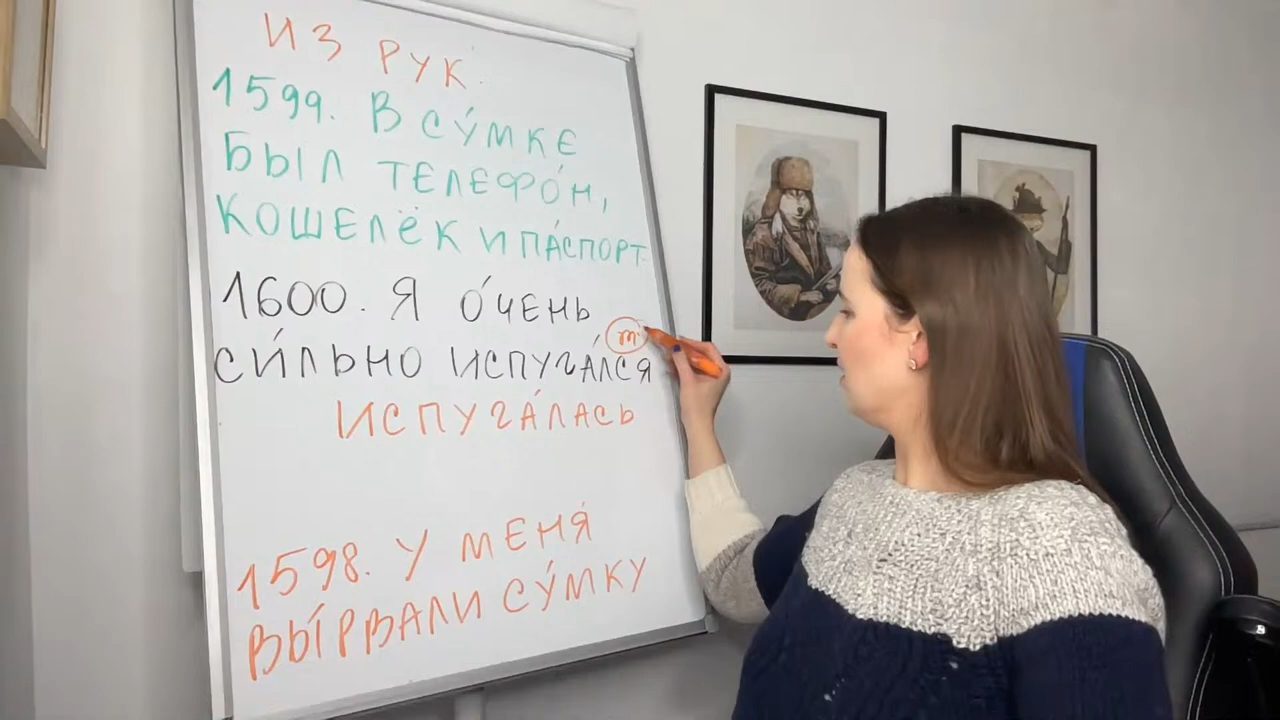 ИЗ РУК.
1599. В СУ́МКЕ
БЫЛ ТЕЛЕФО́Н,
КОШЕЛЁК И ПА́СПОРТ
1600. Я О́ЧЕНЬ
СИ́ЛЬНО ИСПУГА́ЛСЯ
m.
ИСПУГА́ЛАСЬ
1598. У МЕНЯ́
ВЫ́РВАЛИ СУ́МКУ